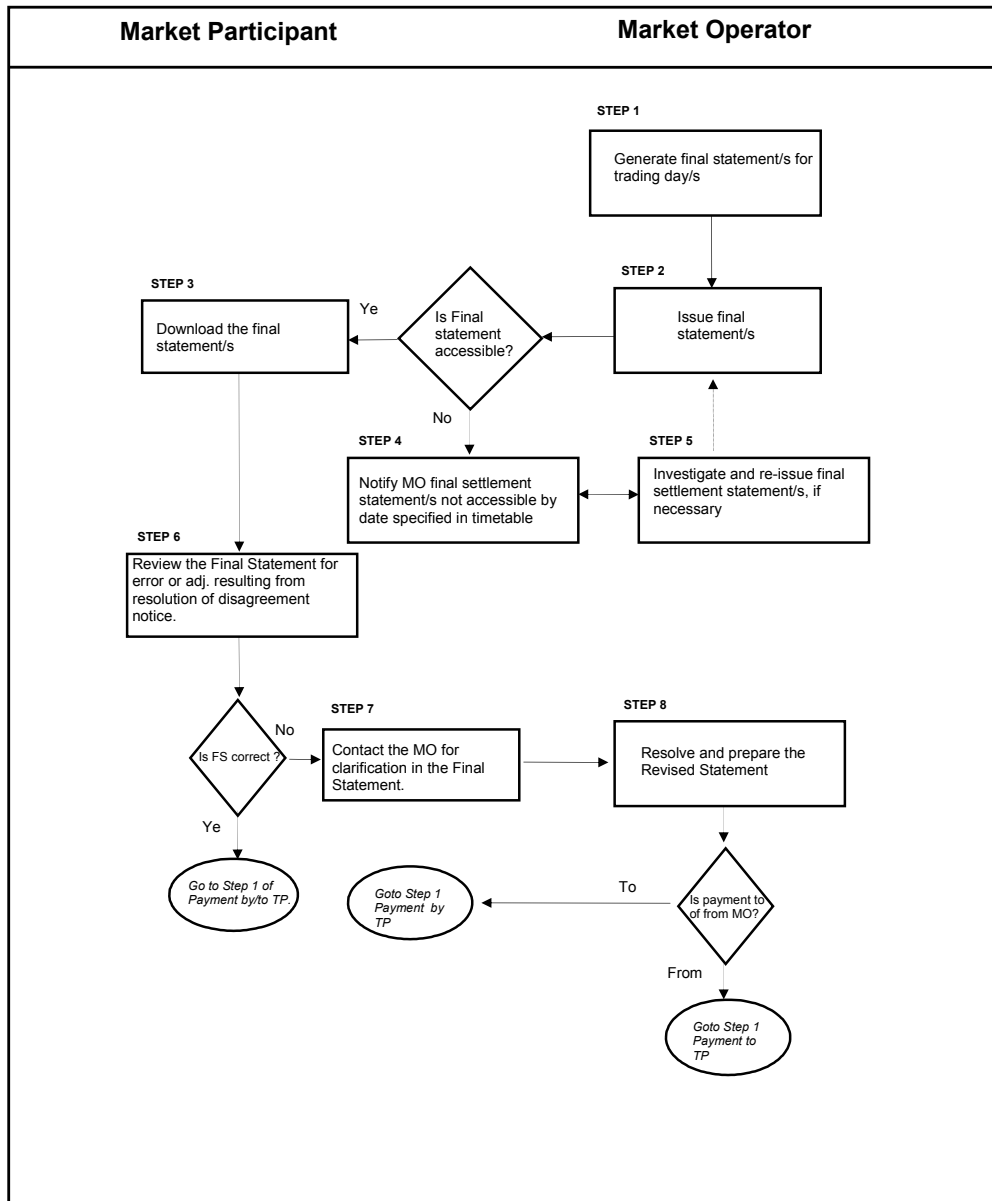 Market Participant
Market Operator
STEP 1
Generate final statement/s for
trading day/s
STEP 2
Issue final
statement/s
Is Final
statement
accessible?
Ye
STEP 3
Download the final
statement/s
No
STEP 4
Notify MO final settlement
statement/s not accessible by
date specified in timetable
STEP 5
Investigate and re-issue final
settlement statement/s, if
necessary
STEP 6
Review the Final Statement for
error or adj. resulting from
resolution of disagreement
notice.
Is FS correct ?
No
STEP 7
Contact the MO for
clarification in the Final
Statement.
STEP 8
Resolve and prepare the
Revised Statement
Ye
Go to Step 1 of
Payment by/to TP.
Is payment to
of from MO?
To
Goto Step 1
Payment by
TP
From
Goto Step 1
Payment to
TP